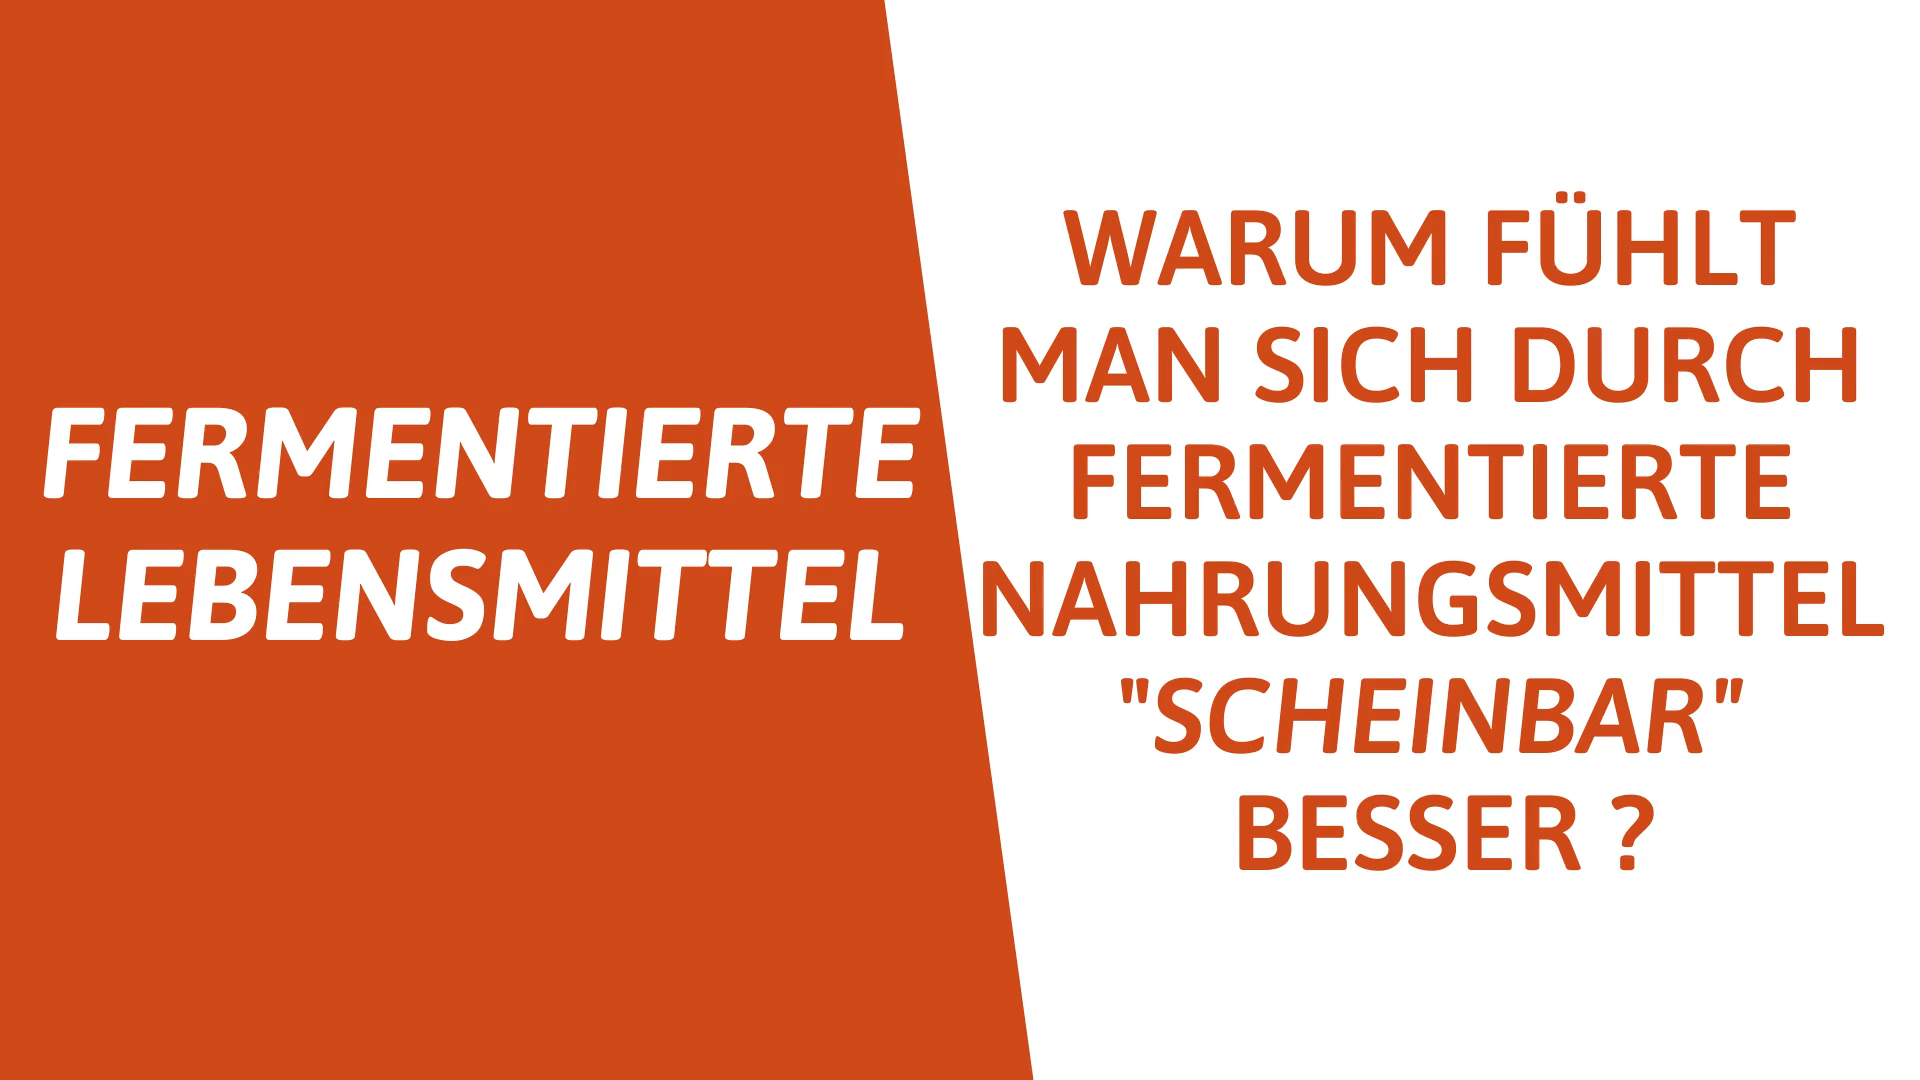 FERMENTIERTE
LEBENSMITTEL
WARUM FÜHLT
MAN SICH DURCH
FERMENTIERTE
NAHRUNGSMITTEL
"SCHEINBAR"
BESSER ?